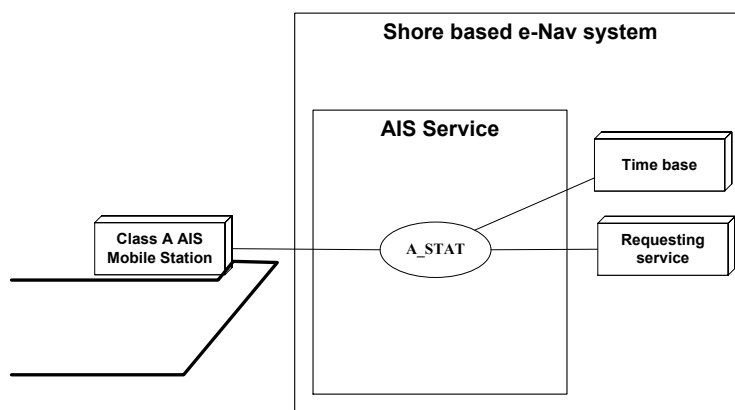 Shore based e-Nav system
AIS Service
Time base
Class A AIS
Mobile Station
A_STAT
Requesting
service